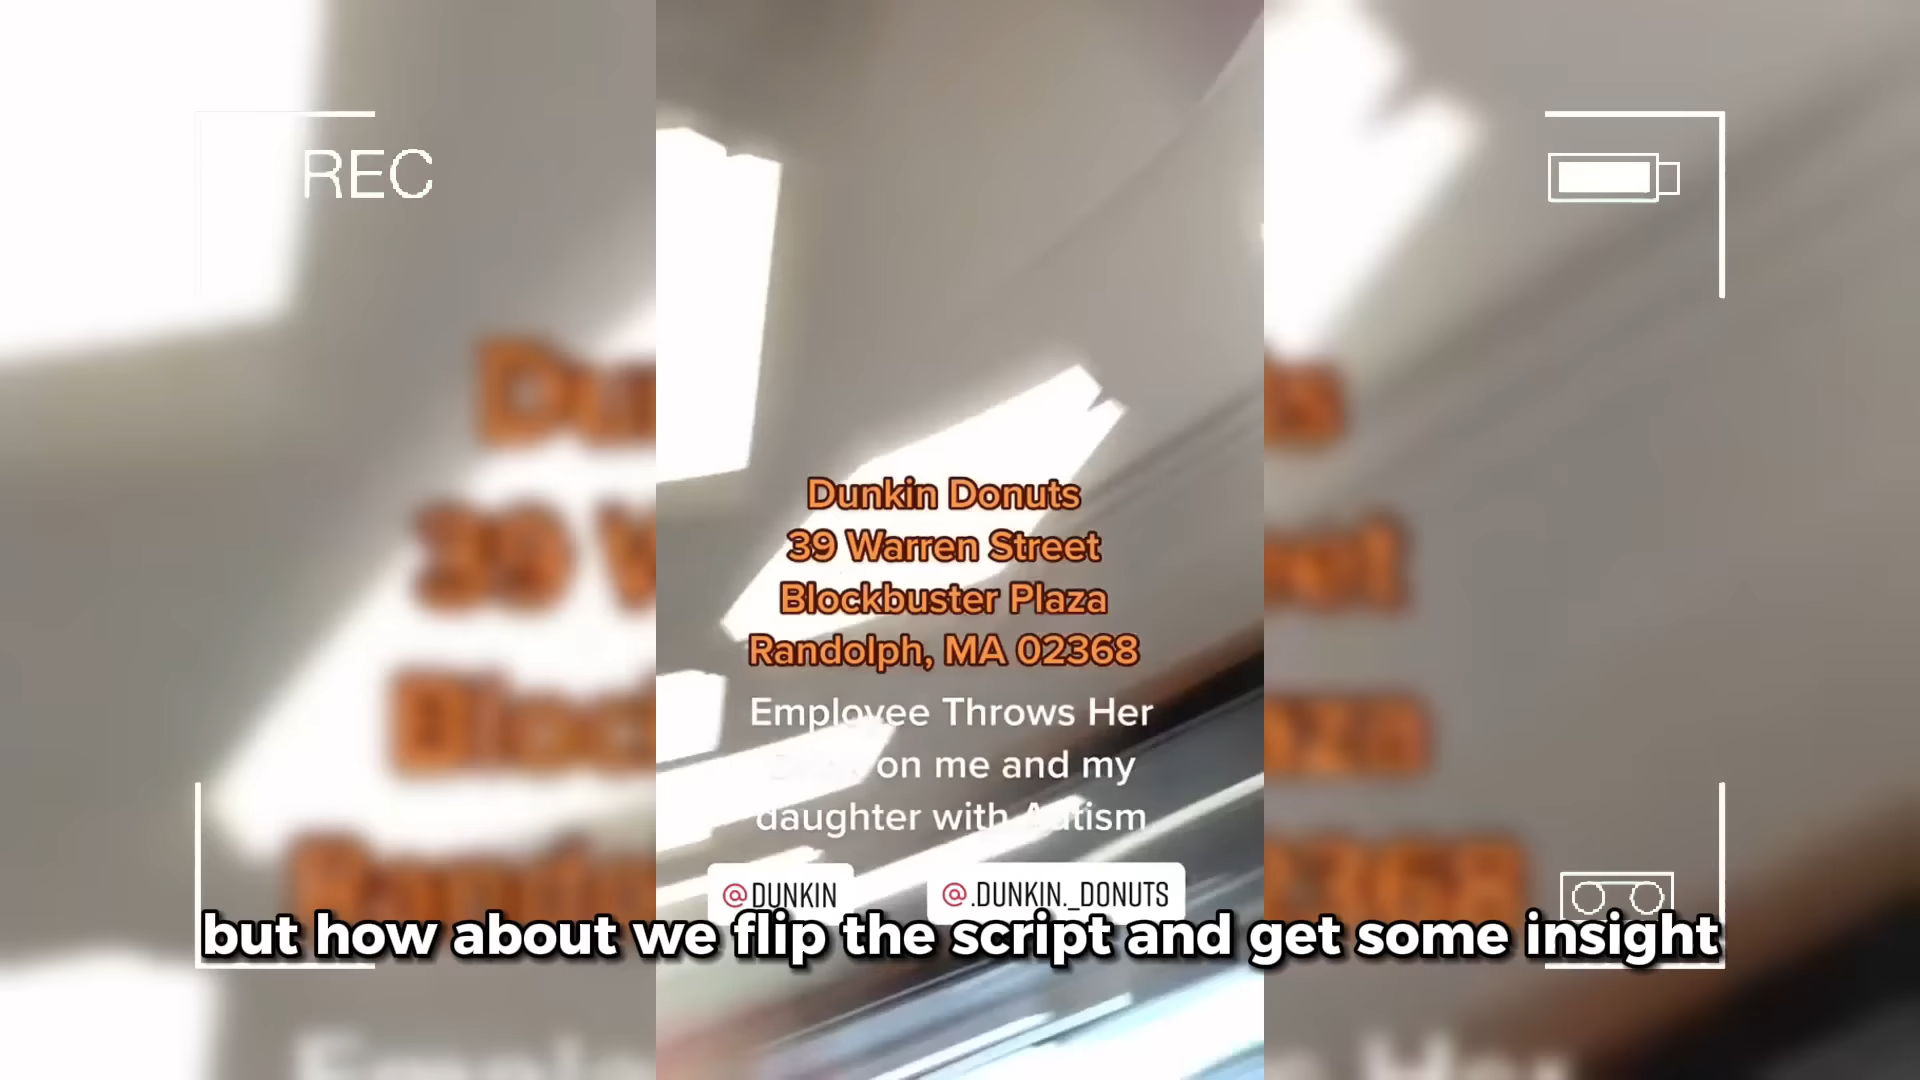 REC
Dunkin Donuts
39 Warren Street
Blockbuster Plaza
Randolph, MA 02368
Employee Throws Her
on me and my
daughter with Autism
@DUNKIN
@.DUNKIN._DONUTS
but how about we flip the script and get some insight